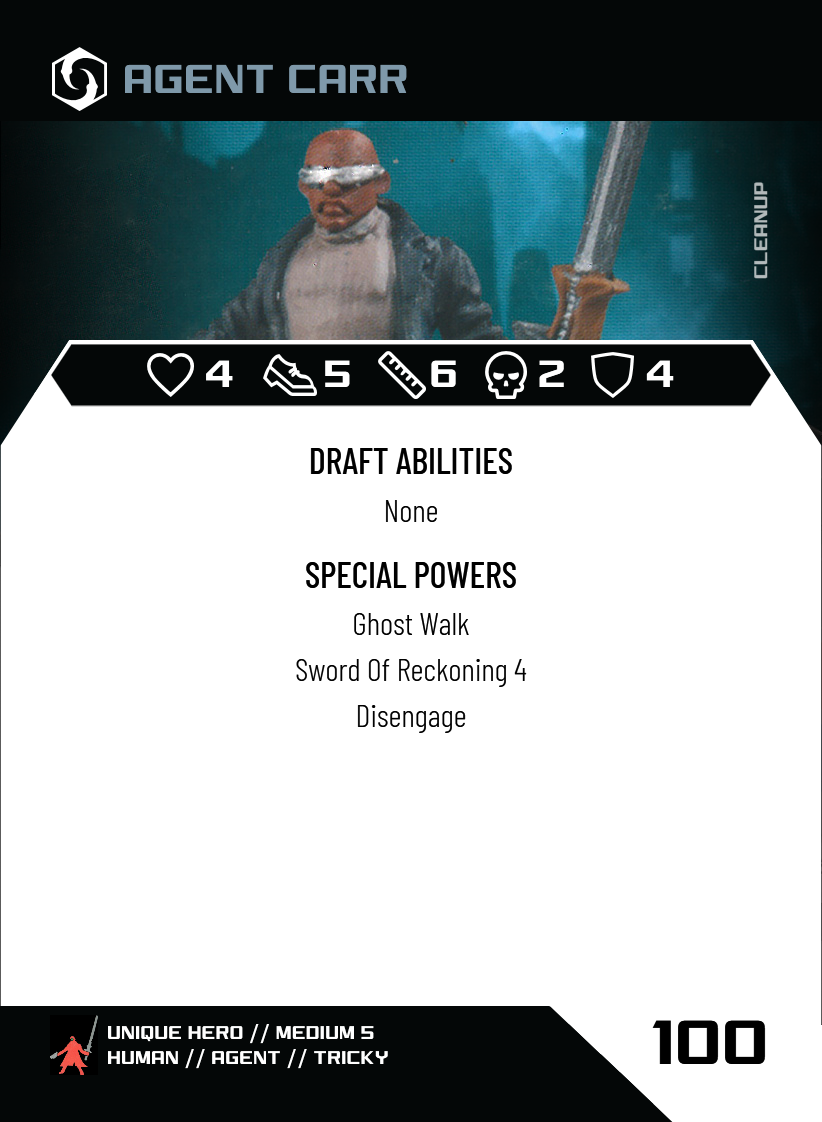 AGENT CARR
CLEANUP
4 5 6 2 4
DRAFT ABILITIES
None
SPECIAL POWERS
Ghost Walk
Sword Of Reckoning 4
Disengage
UNIQUE HERO // MEDIUM 5
HUMAN // AGENT // TRICKY
100